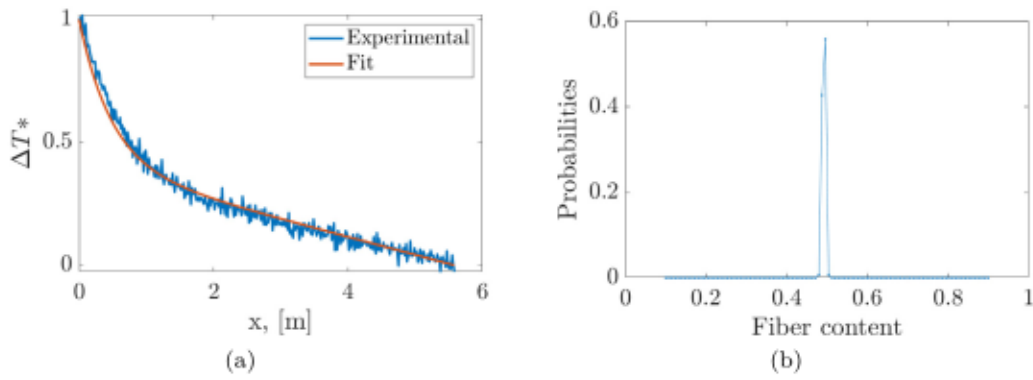 1
0.5
0
ΔT*
Experimental
Fit
0 2 4 6
x, [m]
(a)
0.6
0.4
0.2
0
Probabilities
0 0.2 0.4 0.6 0.8 1
Fiber content
(b)